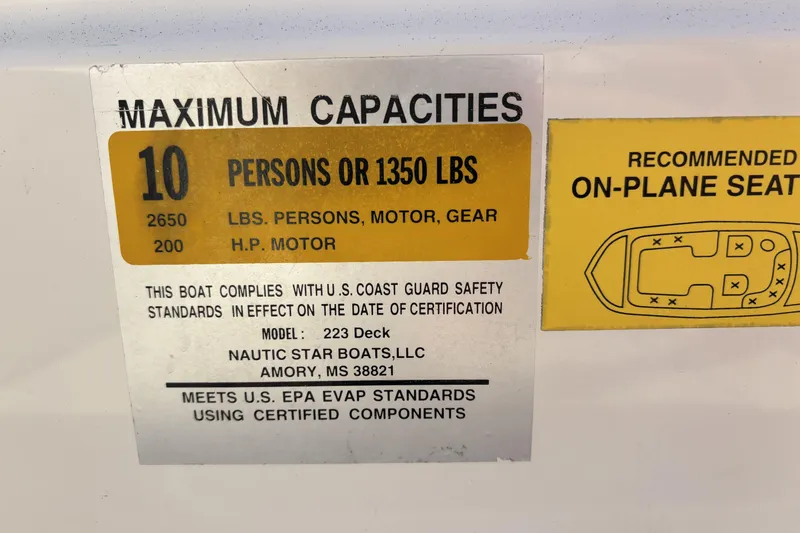 MAXIMUM CAPACITIES
10 PERSONS OR 1350 LBS
2650 LBS. PERSONS, MOTOR, GEAR
200 H.P. MOTOR
THIS BOAT COMPLIES WITH U.S. COAST GUARD SAFETY
STANDARDS IN EFFECT ON THE DATE OF CERTIFICATION
MODEL: 223 Deck
NAUTIC STAR BOATS,LLC
AMORY, MS 38821
MEETS U.S. EPA EVAP STANDARDS
USING CERTIFIED COMPONENTS
RECOMMENDED
ON-PLANE SEAT